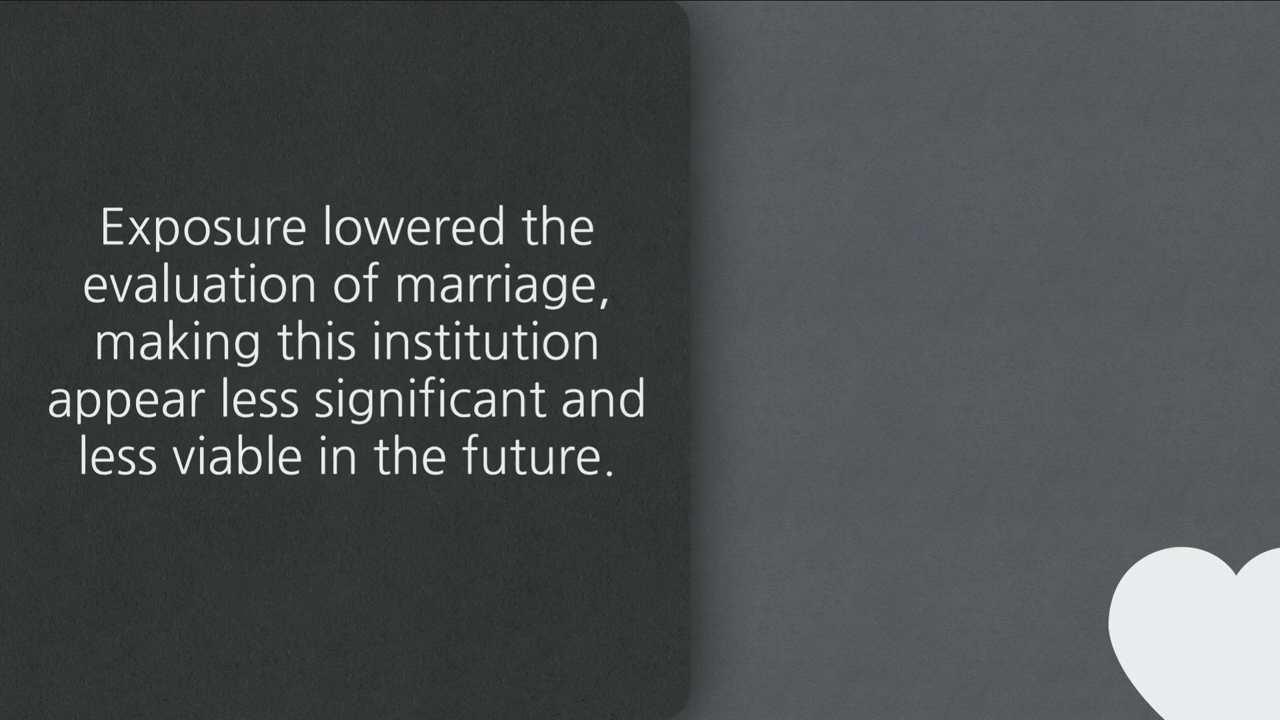 Exposure lowered the
evaluation of marriage,
making this institution
appear less significant and
less viable in the future.